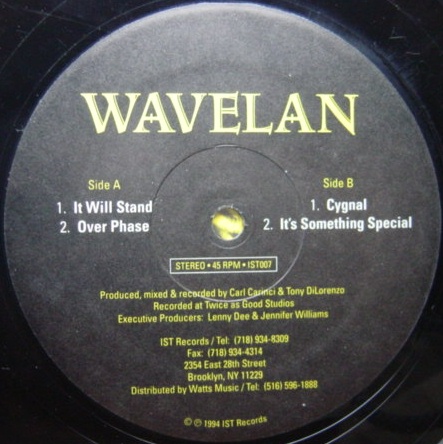 WAVELAN
Side A
1. It Will Stand
2. Over Phase
Side B
1. Cygnal
2. It's Something Special
STEREO • 45 RPM • IST007
Produced, mixed & recorded by Carl Carinci & Tony DiLorenzo
Recorded at Twice as Good Studios
Executive Producers: Lenny Dee & Jennifer Williams
IST Records / Tel: (718) 934-8309
Fax: (718) 934-4314
2354 East 28th Street
Brooklyn, NY 11229
Distributed by Watts Music / Tel: (516) 596-1888
© ℗ 1994 IST Records